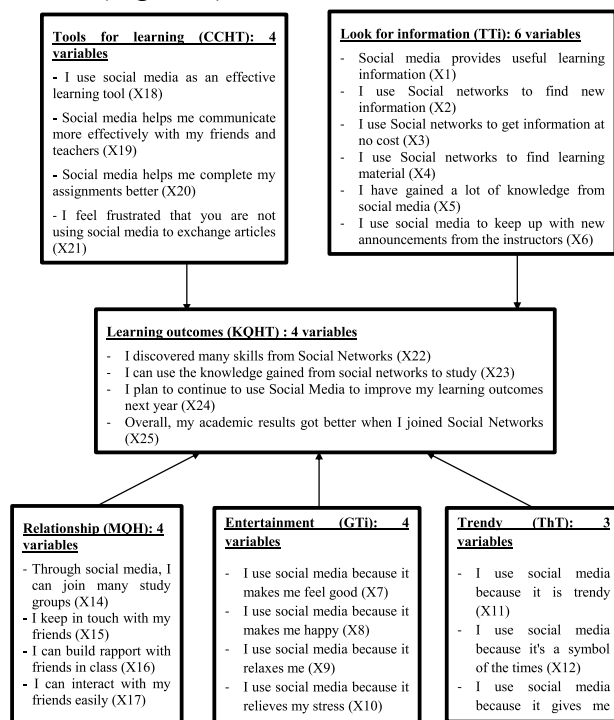 Tools for learning (CCHT): 4
variables
- I use social media as an effective
learning tool (X18)
- Social media helps me communicate
more effectively with my friends and
teachers (X19)
- Social media helps me complete my
assignments better (X20)
- I feel frustrated that you are not
using social media to exchange articles
(X21)
Look for information (TTi): 6 variables
- Social media provides useful learning
information (X1)
- I use Social networks to find new
information (X2)
- I use Social networks to get information at
no cost (X3)
- I use Social networks to find learning
material (X4)
- I have gained a lot of knowledge from
social media (X5)
- I use social media to keep up with new
announcements from the instructors (X6)
Learning outcomes (KQHT) : 4 variables
- I discovered many skills from Social Networks (X22)
- I can use the knowledge gained from social networks to study (X23)
- I plan to continue to use Social Media to improve my learning outcomes
next year (X24)
- Overall, my academic results got better when I joined Social Networks
(X25)
Relationship (MQH): 4
variables
- Through social media, I
can join many study
groups (X14)
- I keep in touch with my
friends (X15)
- I can build rapport with
friends in class (X16)
- I can interact with my
friends easily (X17)
Entertainment (GTi): 4
variables
- I use social media because it
makes me feel good (X7)
- I use social media because it
makes me happy (X8)
- I use social media because it
relaxes me (X9)
- I use social media because it
relieves my stress (X10)
Trendy (ThT): 3
variables
- I use social media
because it is trendy
(X11)
- I use social media
because it's a symbol
of the times (X12)
- I use social media
because it gives me